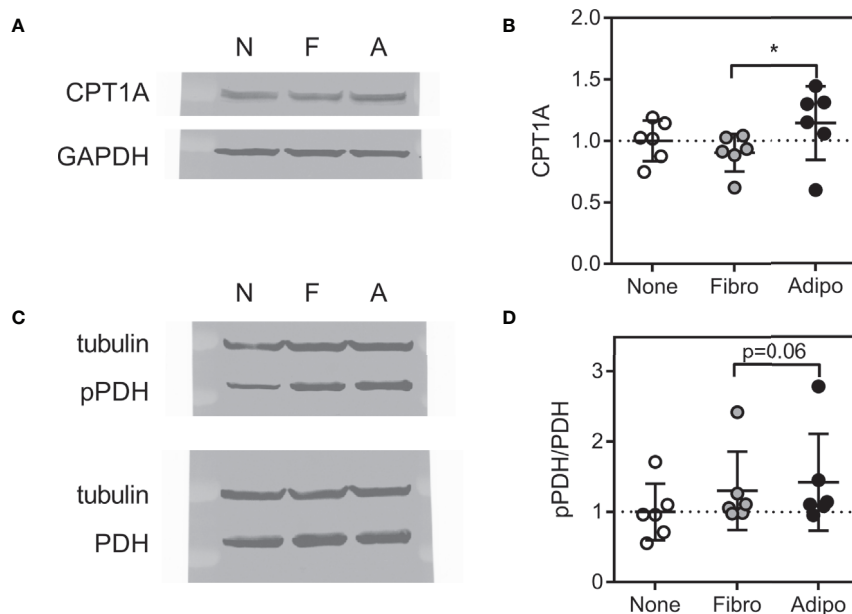 A
N F A
CPT1A
GAPDH
B
2.0
*
1.5
1.0
0.5
0.0
CPT1A
None Fibro Adipo
C
N F A
tubulin
pPDH
tubulin
PDH
D
3
p=0.06
2
1
0
pPDH/PDH
None Fibro Adipo